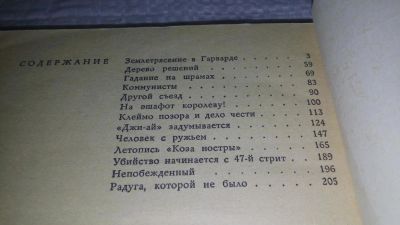 СОДЕРЖАНИЕ
Землетрясение в Гарварде . . . . 3
Дерево решений . . . . . . . . 59
Гадание на шрамах . . . . . . . 69
Коммунисты . . . . . . . . . 83
Другой съезд . . . . . . . . . 90
На эшафот королеву! . . . . . . 100
Клеймо позора и дело чести . . . . 113
«Джи-ай» задумывается . . . . . 124
Человек с ружьем . . . . . . . 147
Летопись «Коза ностры» . . . . . 165
Убийство начинается с 47-й стрит . . 189
Непобежденный . . . . . . . . 196
Радуга, которой не было . . . . . 205